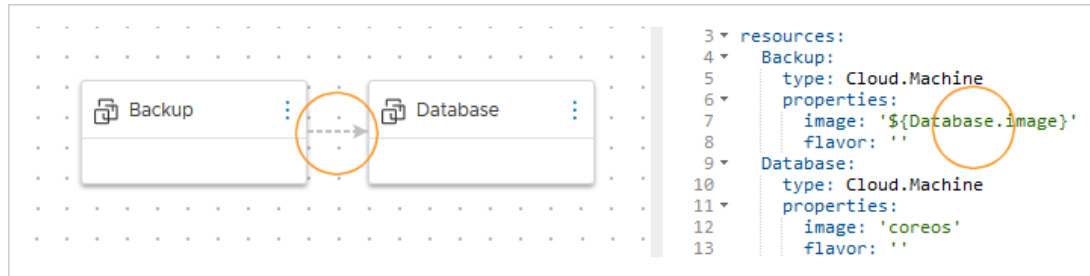 Backup
Database
3 resources:
4 Backup:
5 type: Cloud.Machine
6 properties:
7 image: '${Database.image}'
8 flavor: ''
9 Database:
10 type: Cloud.Machine
11 properties:
12 image: 'coreos'
13 flavor: ''